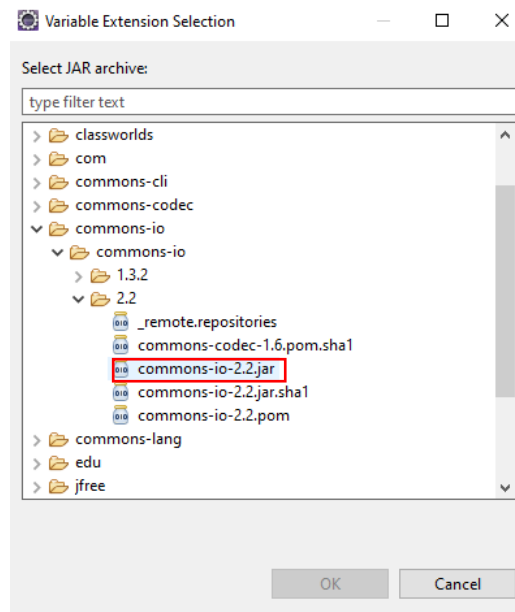 Variable Extension Selection
Select JAR archive:
type filter text
classworlds
com
commons-cli
commons-codec
commons-io
commons-io
1.3.2
2.2
_remote.repositories
commons-codec-1.6.pom.sha1
commons-io-2.2.jar
commons-io-2.2.jar.sha1
commons-io-2.2.pom
commons-lang
edu
jfree
OK Cancel